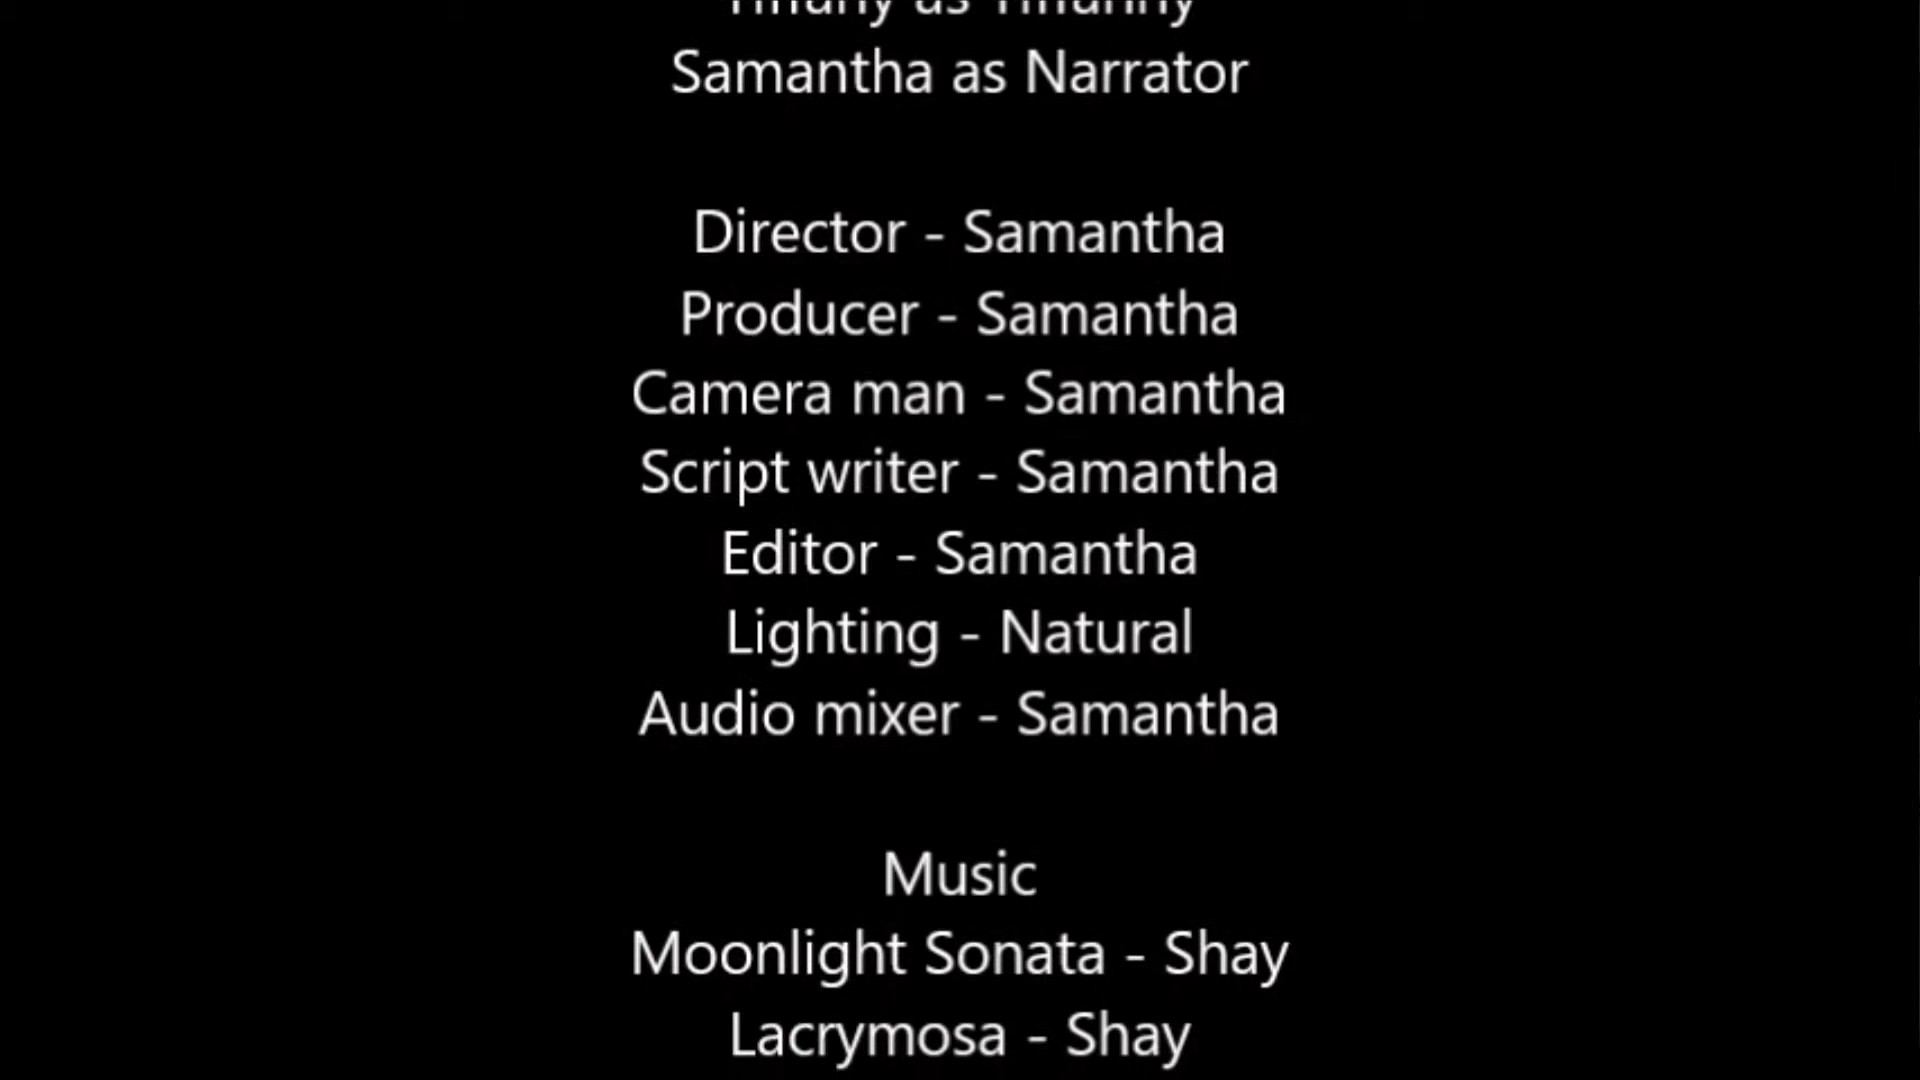 as
Samantha as Narrator
Director - Samantha
Producer - Samantha
Camera man - Samantha
Script writer - Samantha
Editor - Samantha
Lighting - Natural
Audio mixer - Samantha
Music
Moonlight Sonata - Shay
Lacrymosa - Shay